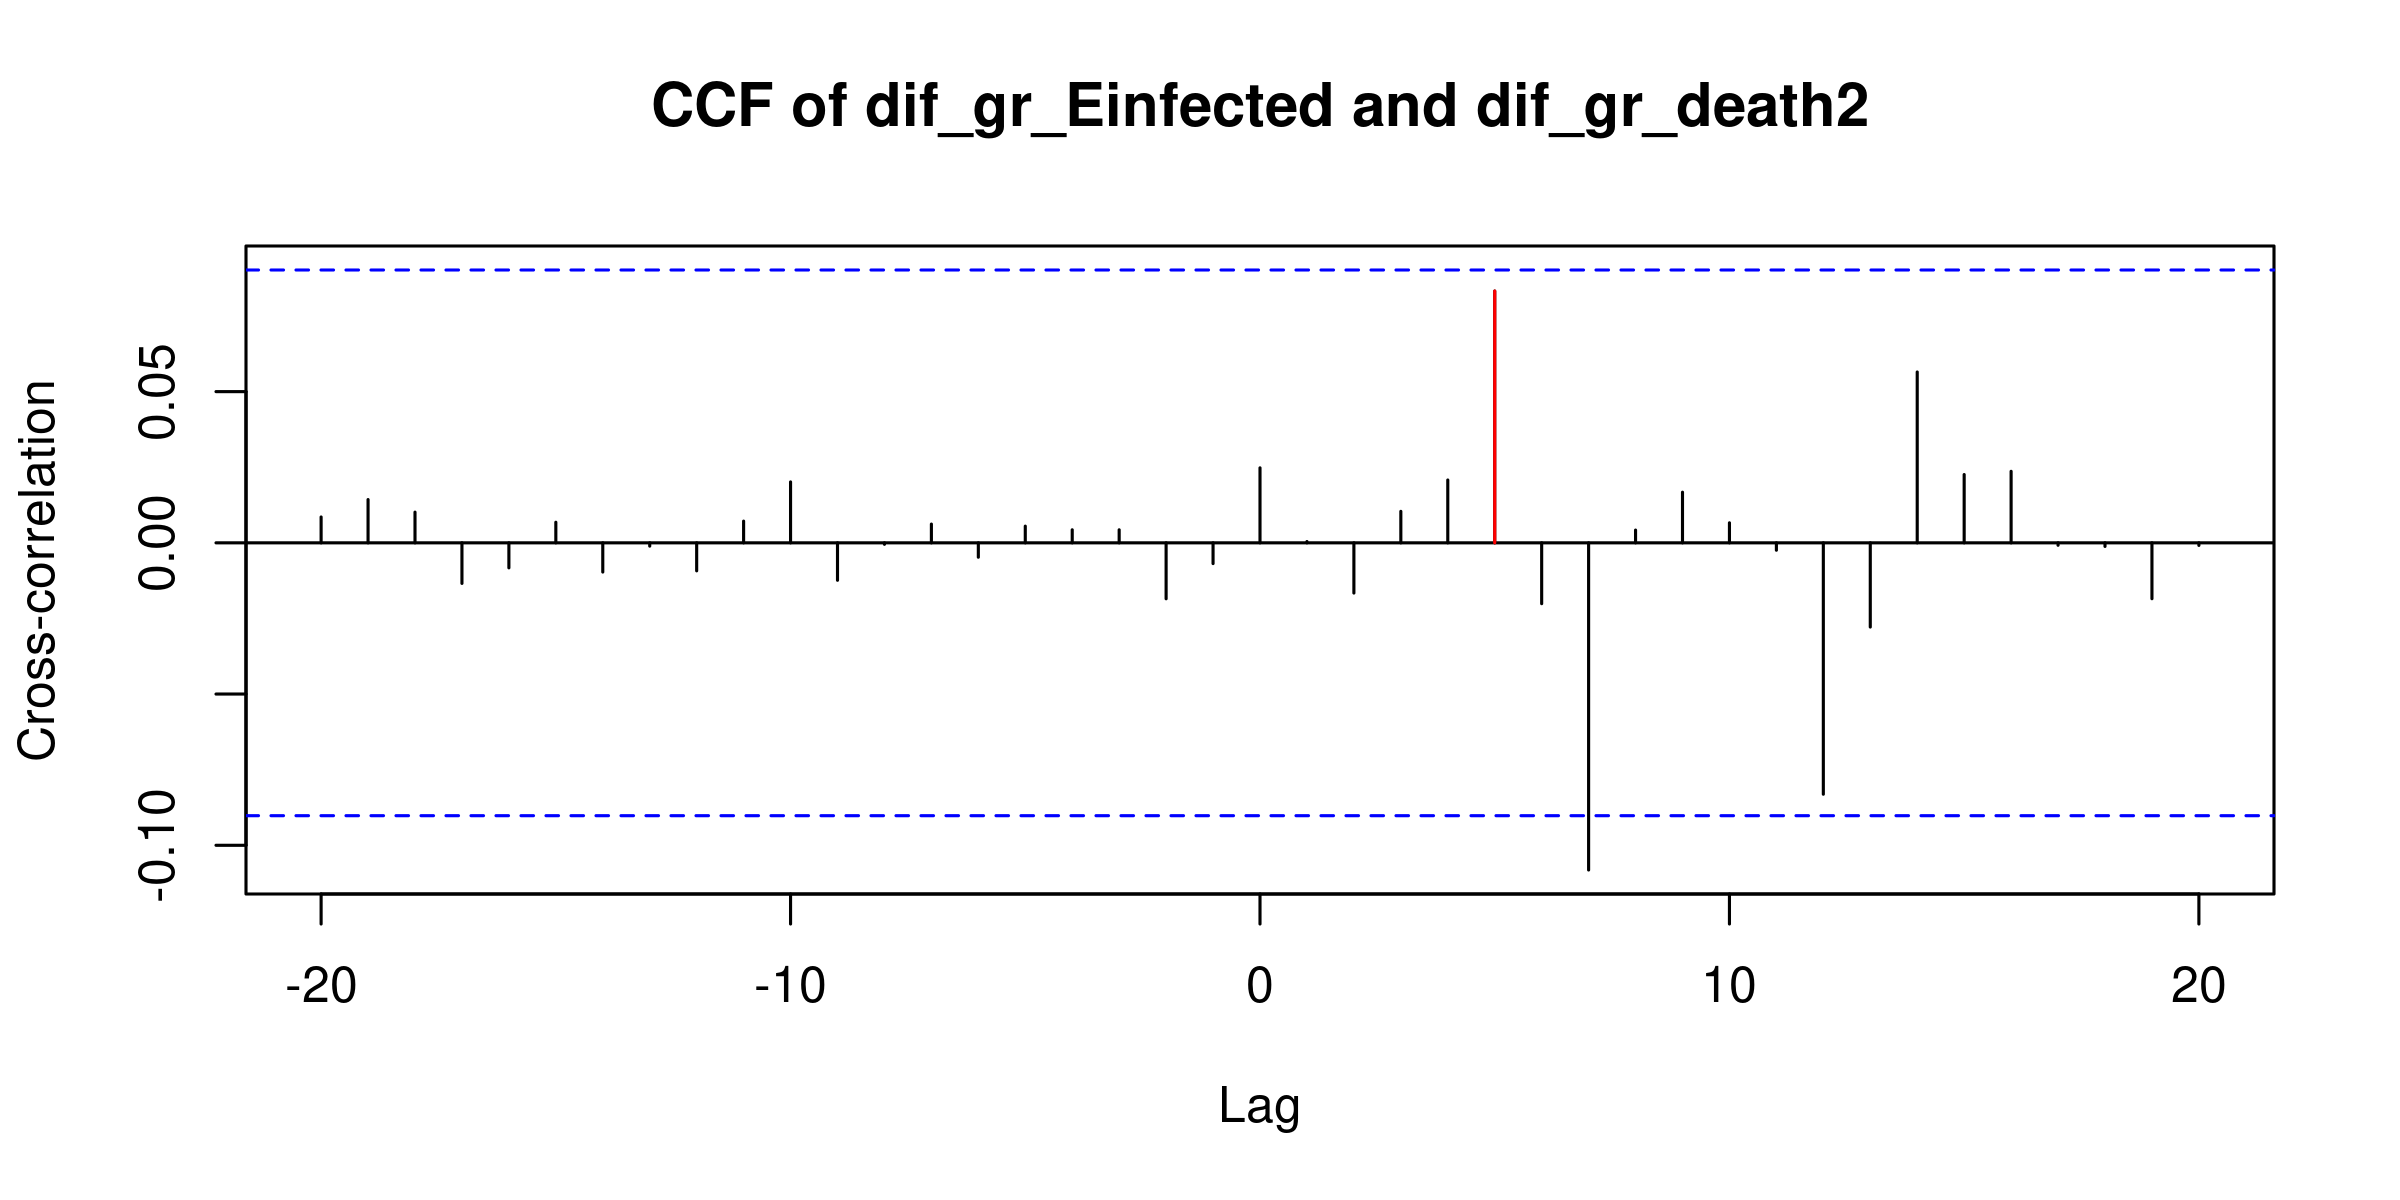 CCF of dif_gr_Einfected and dif_gr_death2
Cross-correlation
0.05
0.00
-0.10
-20 -10 0 10 20
Lag